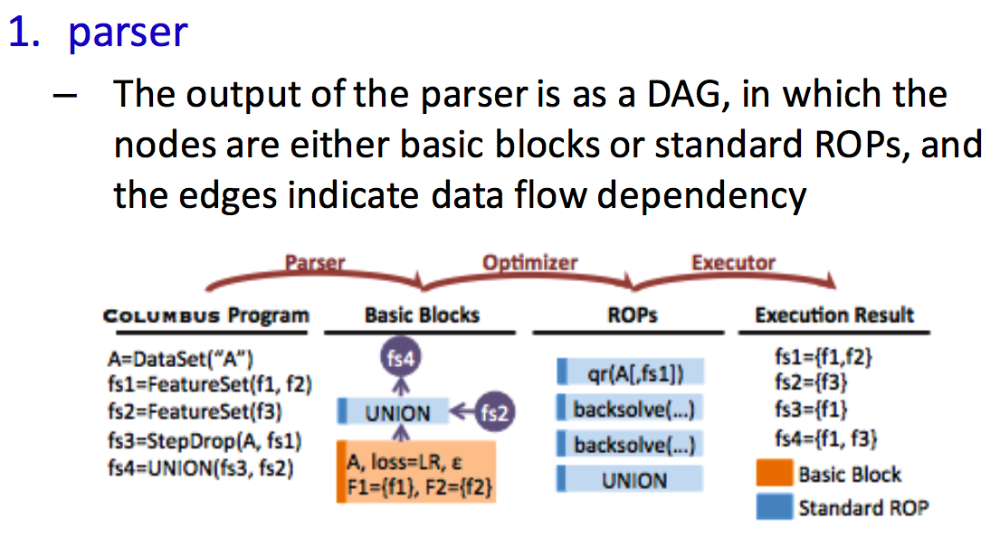 1. parser
– The output of the parser is as a DAG, in which the
nodes are either basic blocks or standard ROPs, and
the edges indicate data flow dependency
Parser
Optimizer
Executor
COLUMBUS Program
A=DataSet(“A”)
fs1=FeatureSet(f1, f2)
fs2=FeatureSet(f3)
fs3=StepDrop(A, fs1)
fs4=UNION(fs3, fs2)
Basic Blocks
fs4
UNION
fs2
A, loss=LR, ε
F1={f1}, F2={f2}
ROPs
qr(A[,fs1])
backsolve(...)
backsolve(...)
UNION
Execution Result
fs1={f1,f2}
fs2={f3}
fs3={f1}
fs4={f1, f3}
Basic Block
Standard ROP